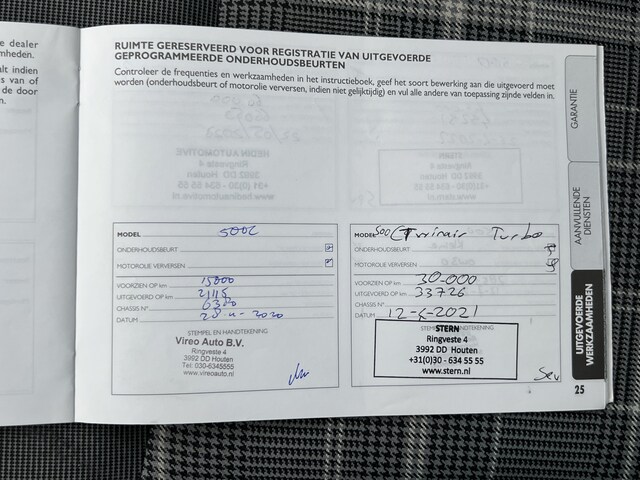 e dealer
mheden.
alt indien
s van of
de door
n.
RUIMTE GERESERVEERD VOOR REGISTRATIE VAN UITGEVOERDE
GEPROGRAMMEERDE ONDERHOUDSBEURTEN
Controleer de frequenties en werkzaamheden in het instructieboek, geef het soort bewerking aan die uitgevoerd moet
worden (onderhoudsbeurt of motorolie verversen, indien niet gelijktijdig) en vul alle andere van toepassing zijnde velden in.
GARANTIE
AANVULLENDE
DIENSTEN
UITGEVOERDE
WERKZAAMHEDEN
MODEL 500C
ONDERHOUDSBEURT
MOTOROLIE VERVERSEN
VOORZIEN OP km 15000
UITGEVOERD OP km 21115
CHASSIS N°
DATUM 2020
STEMPEL EN HANDTEKENING
Vireo Auto B.V.
Ringveste 4
3992 DD Houten
Tel: 030-6345555
www.vireoauto.nl
MODEL 500C Twinair Turbo
ONDERHOUDSBEURT
MOTOROLIE VERVERSEN
VOORZIEN OP km 30-000
UITGEVOERD OP km 33726
CHASSIS N°
DATUM 2021
STERN
Ringveste 4
3992 DD Houten
+31(0)30 - 634 55 55
www.stern.nl
25